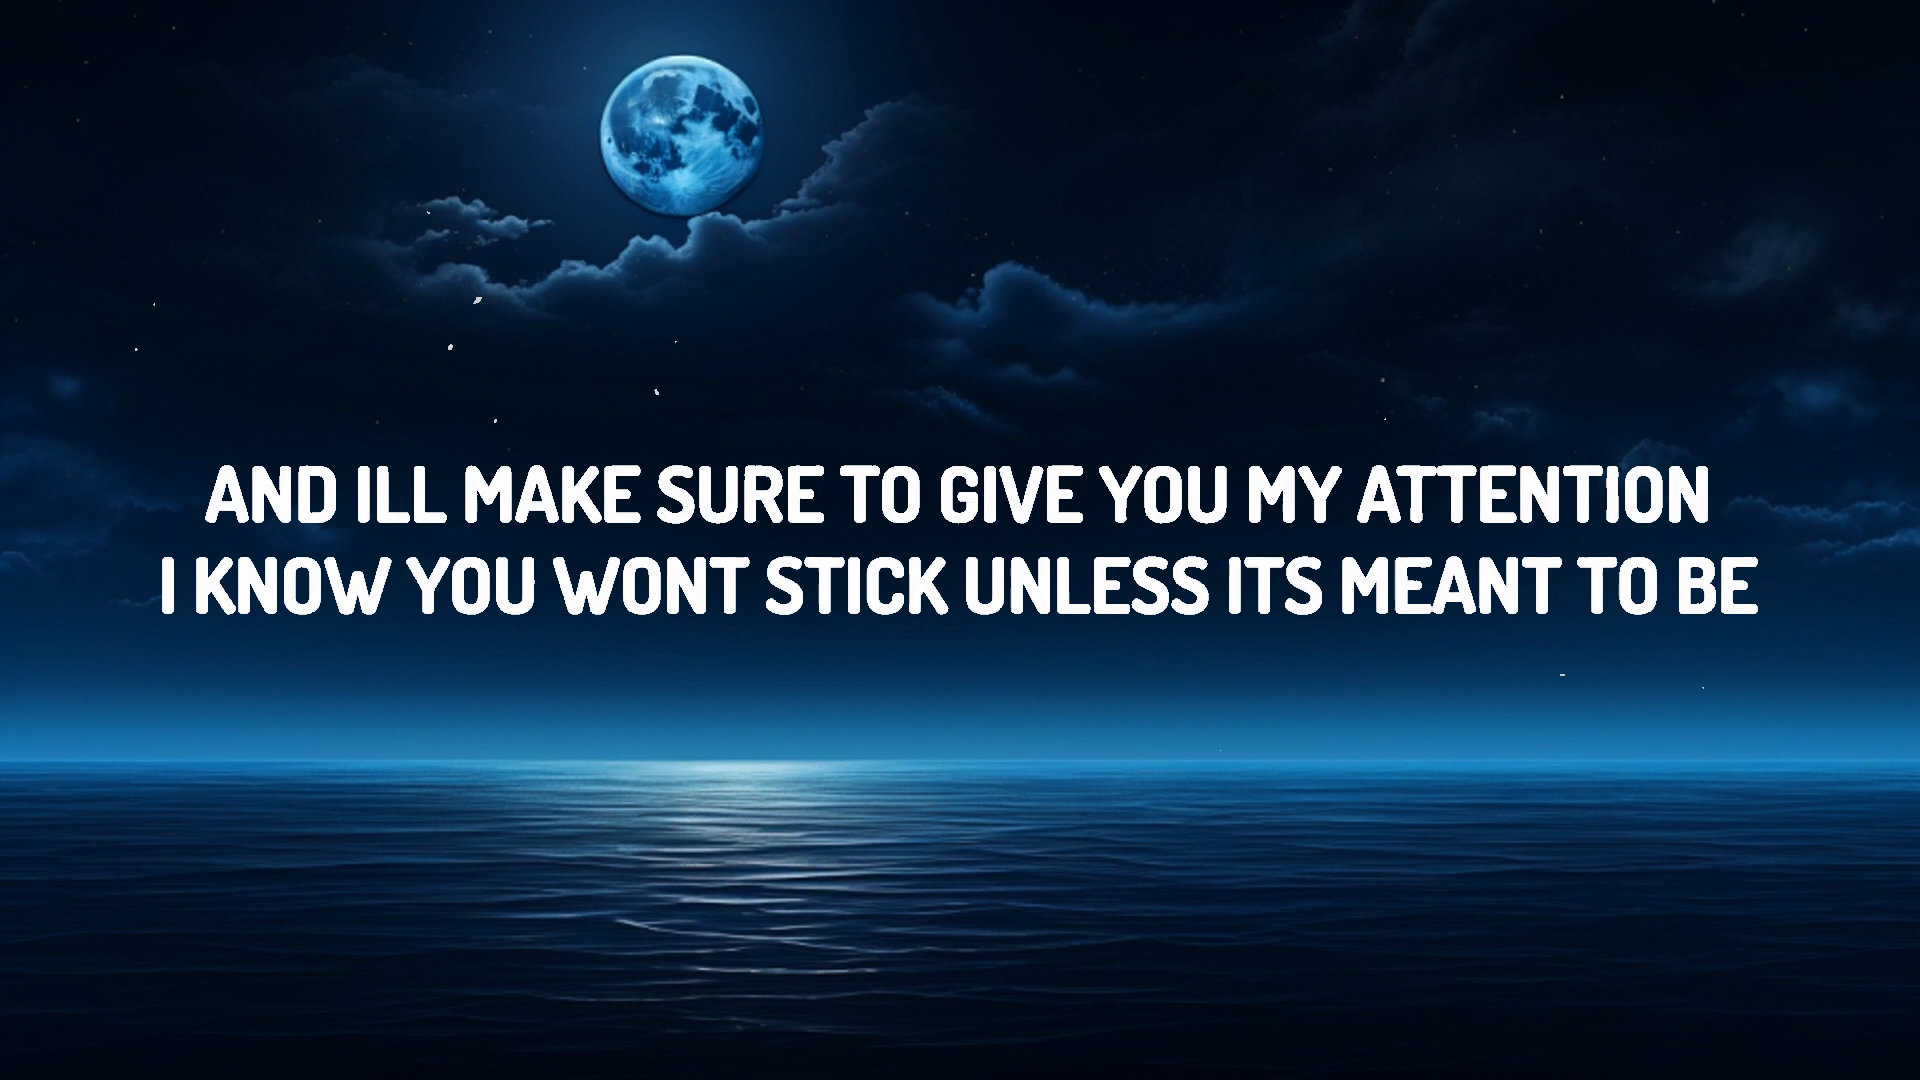 AND ILL MAKE SURE TO GIVE YOU MY ATTENTION
I KNOW YOU WONT STICK UNLESS ITS MEANT TO BE